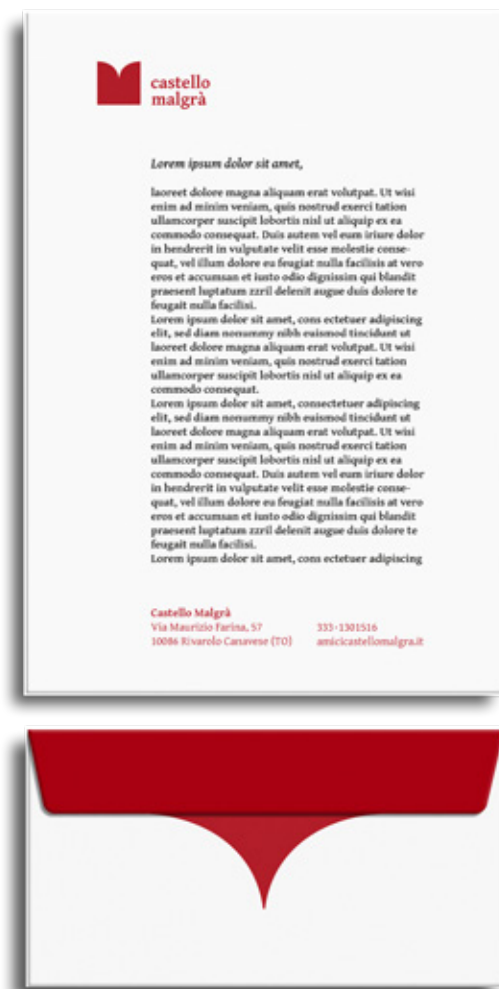 castello
malgrà
Lorem ipsum dolor sit amet,
laoreet dolore magna aliquam erat volutpat. Ut wisi
enim ad minim veniam, quis nostrud exerci tation
ullamcorper suscipit lobortis nisl ut aliquip ex ea
commodo consequat. Duis autem vel eum iriure dolor
in hendrerit in vulputate velit esse molestie conse-
quat, vel illum dolore eu feugiat nulla facilisis at vero
eros et accumsan et iusto odio dignissim qui blandit
praesent luptatum zzril delenit augue duis dolore te
feugait nulla facilisi.
Lorem ipsum dolor sit amet, cons ectetuer adipiscing
elit, sed diam nonummy nibh euismod tincidunt ut
laoreet dolore magna aliquam erat volutpat. Ut wisi
enim ad minim veniam, quis nostrud exerci tation
ullamcorper suscipit lobortis nisl ut aliquip ex ea
commodo consequat.
Lorem ipsum dolor sit amet, consectetuer adipiscing
elit, sed diam nonummy nibh euismod tincidunt ut
laoreet dolore magna aliquam erat volutpat. Ut wisi
enim ad minim veniam, quis nostrud exerci tation
ullamcorper suscipit lobortis nisl ut aliquip ex ea
commodo consequat. Duis autem vel eum iriure dolor
in hendrerit in vulputate velit esse molestie conse-
quat, vel illum dolore eu feugiat nulla facilisis at vero
eros et accumsan et iusto odio dignissim qui blandit
praesent luptatum zzril delenit augue duis dolore te
feugait nulla facilisi.
Lorem ipsum dolor sit amet, cons ectetuer adipiscing
Castello Malgrà
Via Maurizio Farina, 57 333-1301516
10086 Rivarolo Canavese (TO) amicicastellomalgra.it